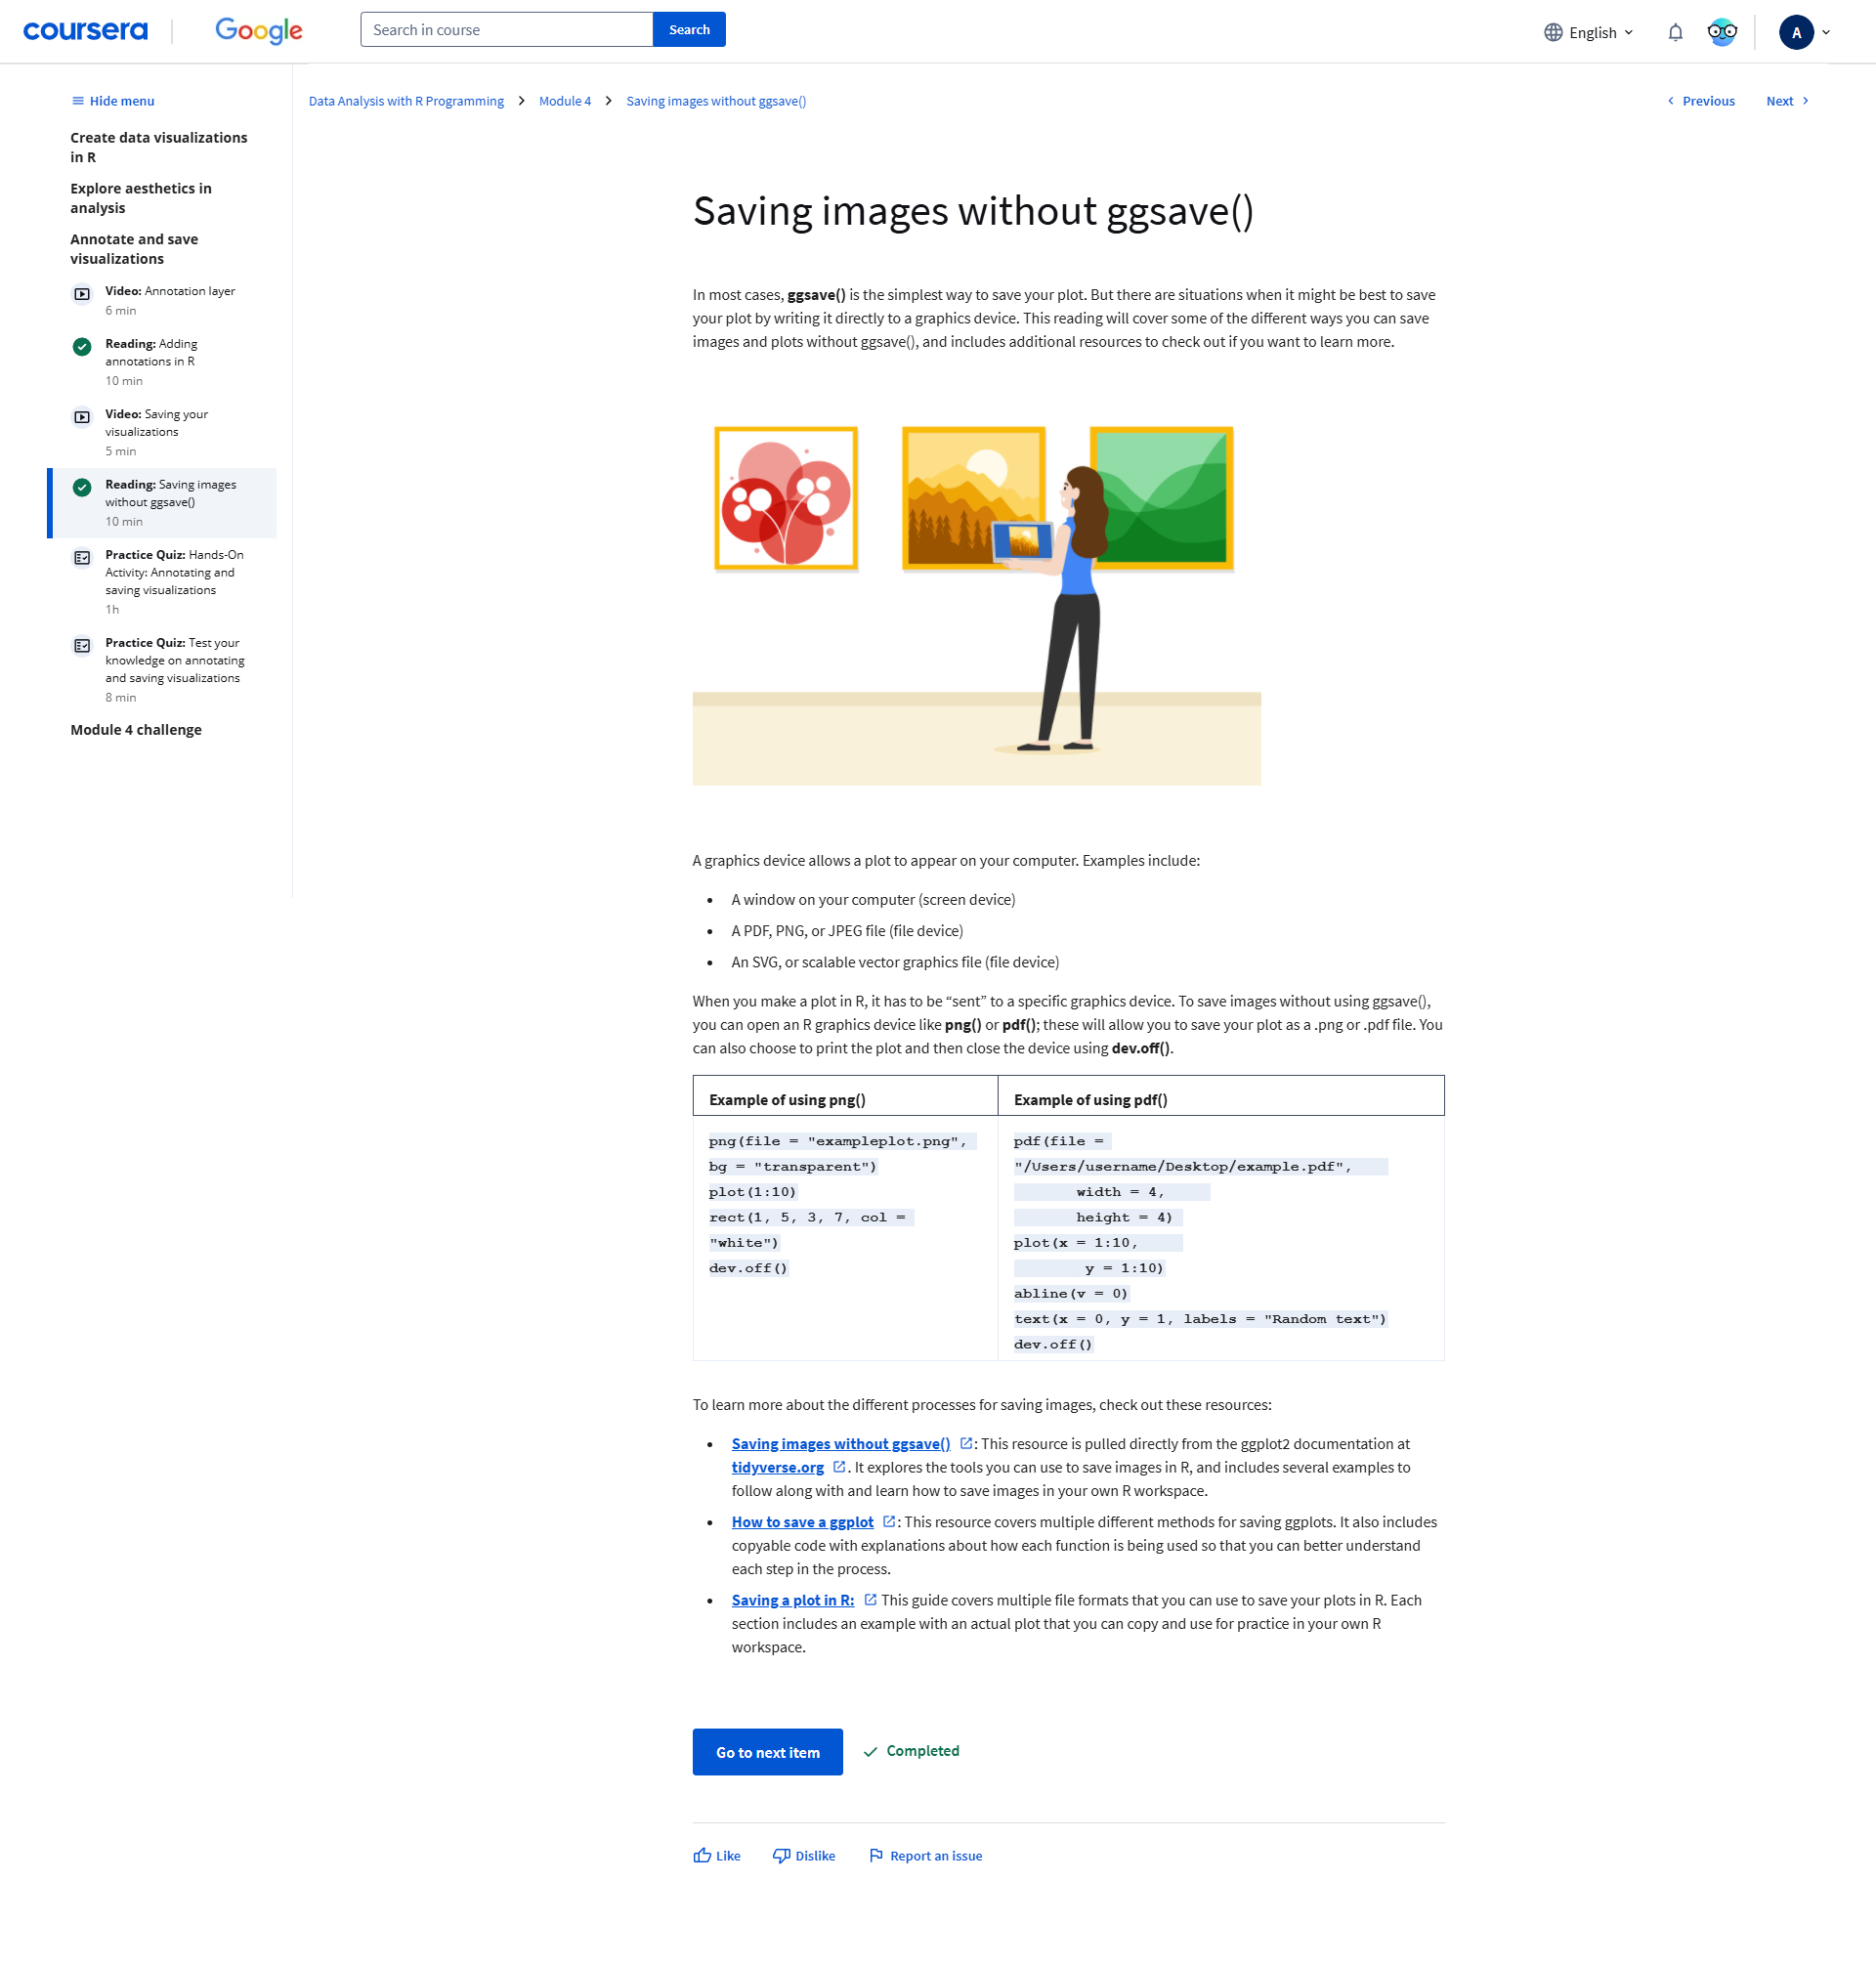 coursera
Google
Search in course
Search
English
A
Hide menu
Create data visualizations
in R
Explore aesthetics in
analysis
Annotate and save
visualizations
Video: Annotation layer
6 min
Reading: Adding
annotations in R
10 min
Video: Saving your
visualizations
5 min
Reading: Saving images
without ggsave()
10 min
Practice Quiz: Hands-On
Activity: Annotating and
saving visualizations
1h
Practice Quiz: Test your
knowledge on annotating
and saving visualizations
8 min
Module 4 challenge
Data Analysis with R Programming
Module 4
Saving images without ggsave()
Previous
Next
Saving images without ggsave()
In most cases, ggsave() is the simplest way to save your plot. But there are situations when it might be best to save
your plot by writing it directly to a graphics device. This reading will cover some of the different ways you can save
images and plots without ggsave(), and includes additional resources to check out if you want to learn more.
A graphics device allows a plot to appear on your computer. Examples include:
• A window on your computer (screen device)
• A PDF, PNG, or JPEG file (file device)
• An SVG, or scalable vector graphics file (file device)
When you make a plot in R, it has to be “sent” to a specific graphics device. To save images without using ggsave(),
you can open an R graphics device like png() or pdf(); these will allow you to save your plot as a .png or .pdf file. You
can also choose to print the plot and then close the device using dev.off().
Example of using png()
png(file = "exampleplot.png",
bg = "transparent")
plot(1:10)
rect(1, 5, 3, 7, col =
"white")
dev.off()
Example of using pdf()
pdf(file =
"/Users/username/Desktop/example.pdf",
width = 4,
height = 4)
plot(x = 1:10,
y = 1:10)
abline(v = 0)
text(x = 0, y = 1, labels = "Random text")
dev.off()
To learn more about the different processes for saving images, check out these resources:
• Saving images without ggsave() : This resource is pulled directly from the ggplot2 documentation at
tidyverse.org . It explores the tools you can use to save images in R, and includes several examples to
follow along with and learn how to save images in your own R workspace.
• How to save a ggplot : This resource covers multiple different methods for saving ggplots. It also includes
copyable code with explanations about how each function is being used so that you can better understand
each step in the process.
• Saving a plot in R: This guide covers multiple file formats that you can use to save your plots in R. Each
section includes an example with an actual plot that you can copy and use for practice in your own R
workspace.
Go to next item
Completed
Like
Dislike
Report an issue